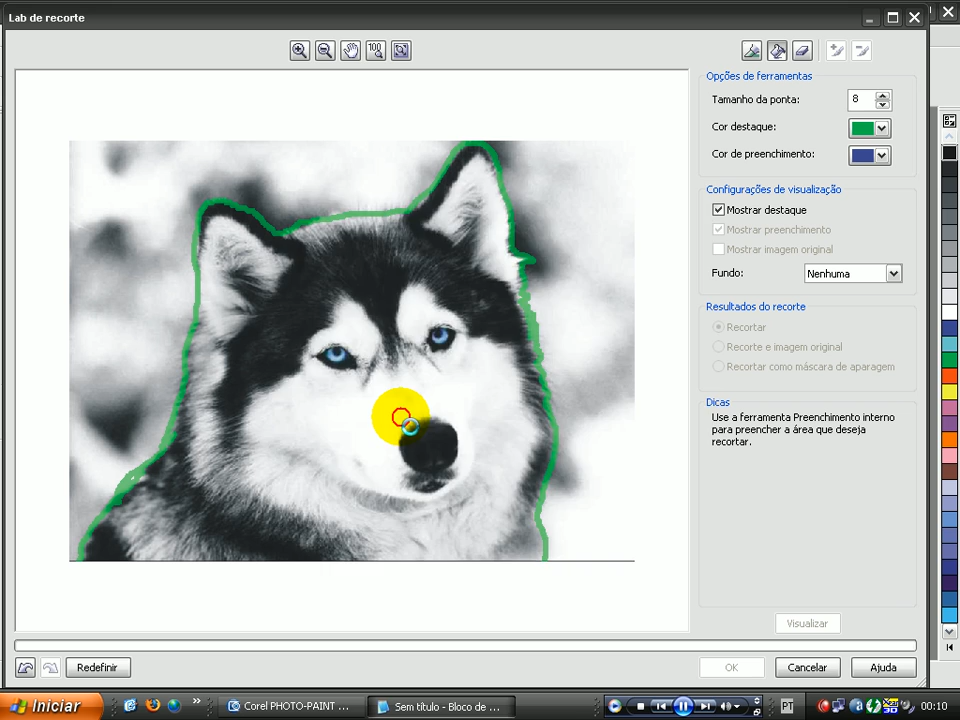 Lab de recorte
100
Opções de ferramentas
Tamanho da ponta: 8
Cor destaque:
Cor de preenchimento:
Configurações de visualização
Mostrar destaque
Mostrar preenchimento
Mostrar imagem original
Fundo: Nenhuma
Resultados do recorte
Recortar
Recorte e imagem original
Recortar como máscara de aparagem
Dicas
Use a ferramenta Preenchimento interno
para preencher a área que deseja
recortar.
Visualizar
Redefinir
OK
Cancelar
Ajuda
Iniciar
»
Corel PHOTO-PAINT ...
Sem título - Bloco de ...
PT
00:10